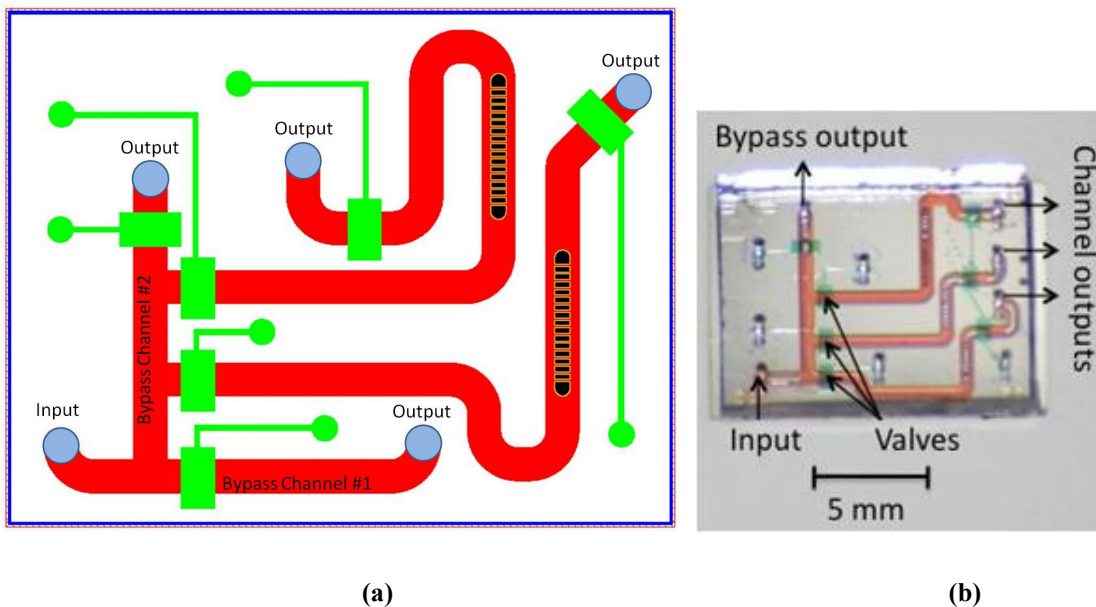 Output
Output
Output
Bypass Channel #2
Input
Output
Bypass Channel #1
(a)
Bypass output
Channel outputs
Input
Valves
5 mm
(b)